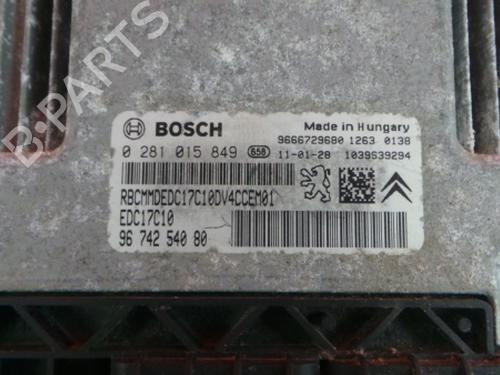 B-PARTS
BOSCH
Made in Hungary
9666729680 1263 0138
0 281 015 849 658
11-01-28 1039S39294
RBCMMDEDC17C10DV4CCEM01
EDC17C10
96 742 540 80